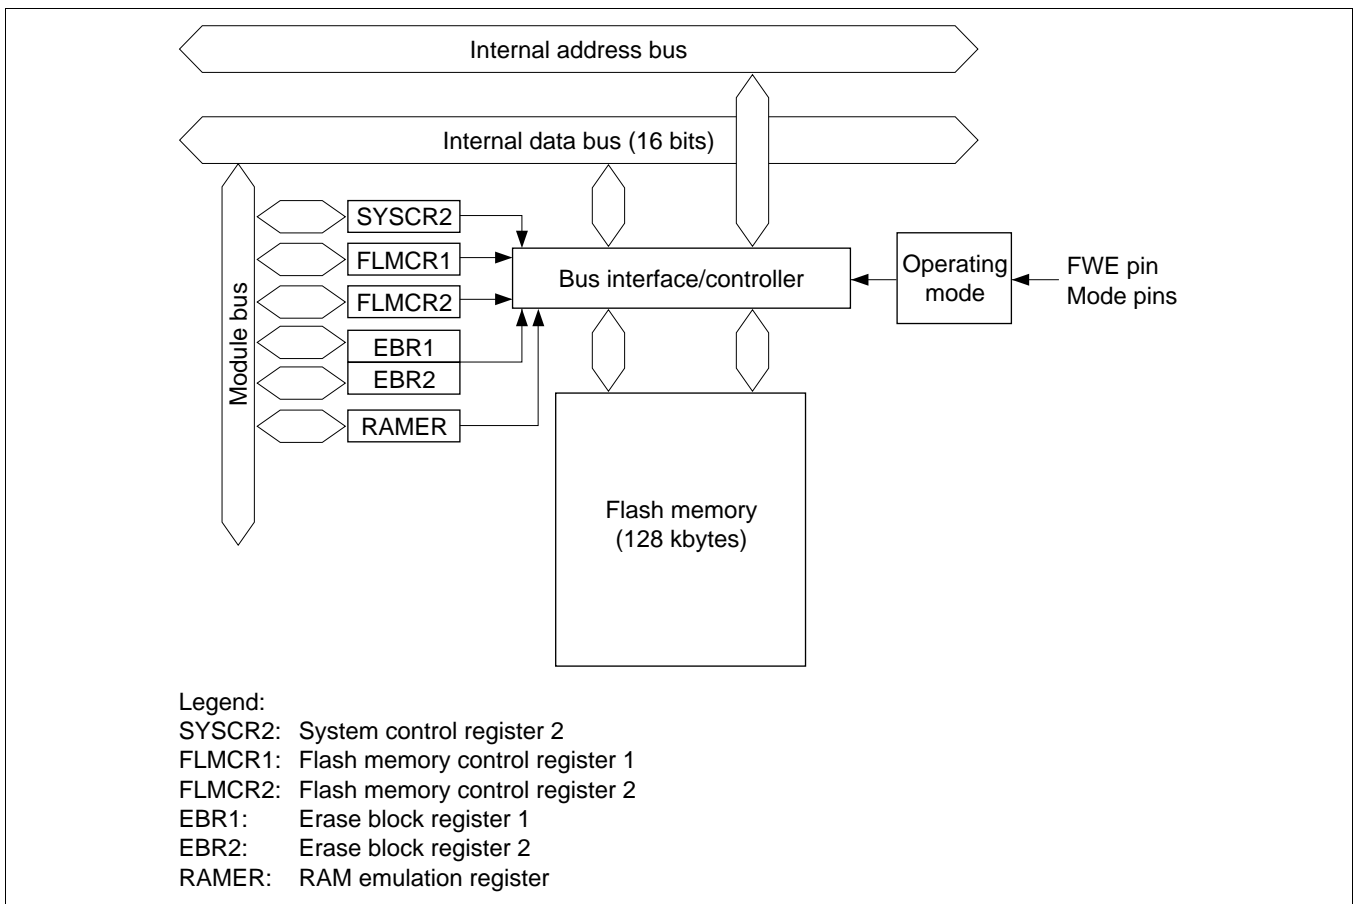 Internal address bus
Internal data bus (16 bits)
Module bus
SYSCR2
FLMCR1
FLMCR2
EBR1
EBR2
RAMER
Bus interface/controller
Operating
mode
FWE pin
Mode pins
Flash memory
(128 kbytes)
Legend:
SYSCR2: System control register 2
FLMCR1: Flash memory control register 1
FLMCR2: Flash memory control register 2
EBR1: Erase block register 1
EBR2: Erase block register 2
RAMER: RAM emulation register